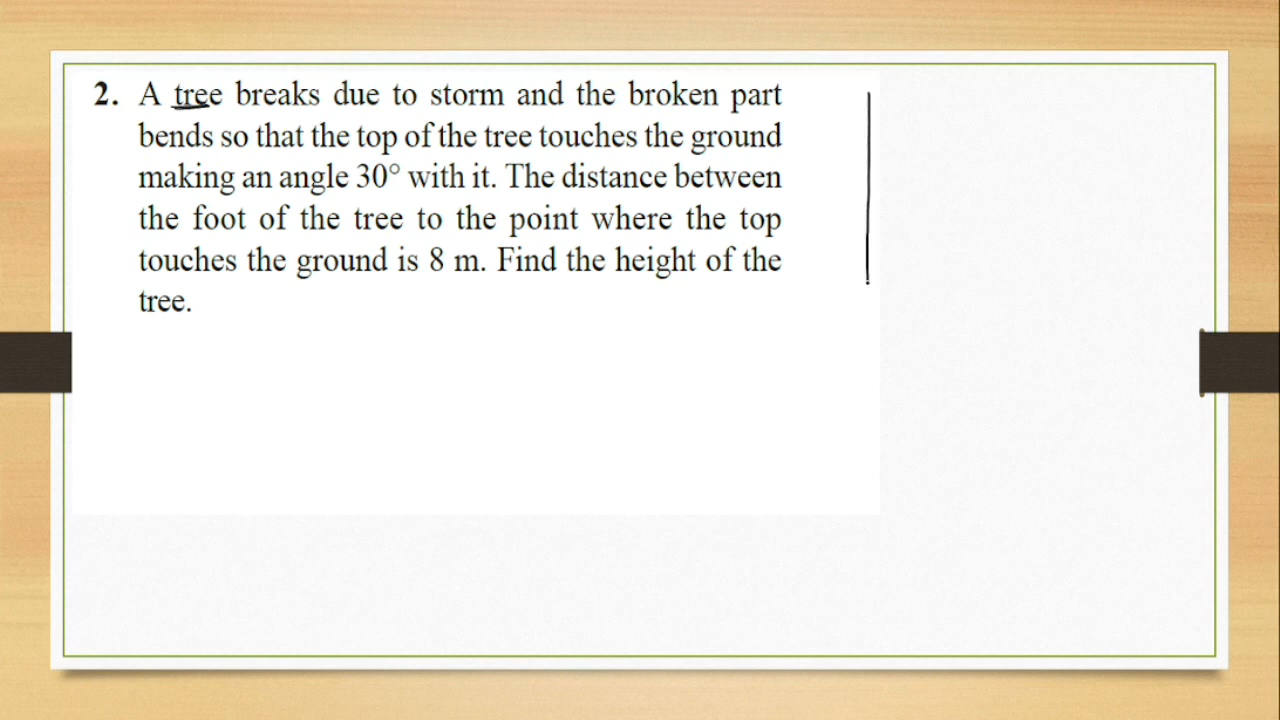 2. A tree breaks due to storm and the broken part
bends so that the top of the tree touches the ground
making an angle 30° with it. The distance between
the foot of the tree to the point where the top
touches the ground is 8 m. Find the height of the
tree.